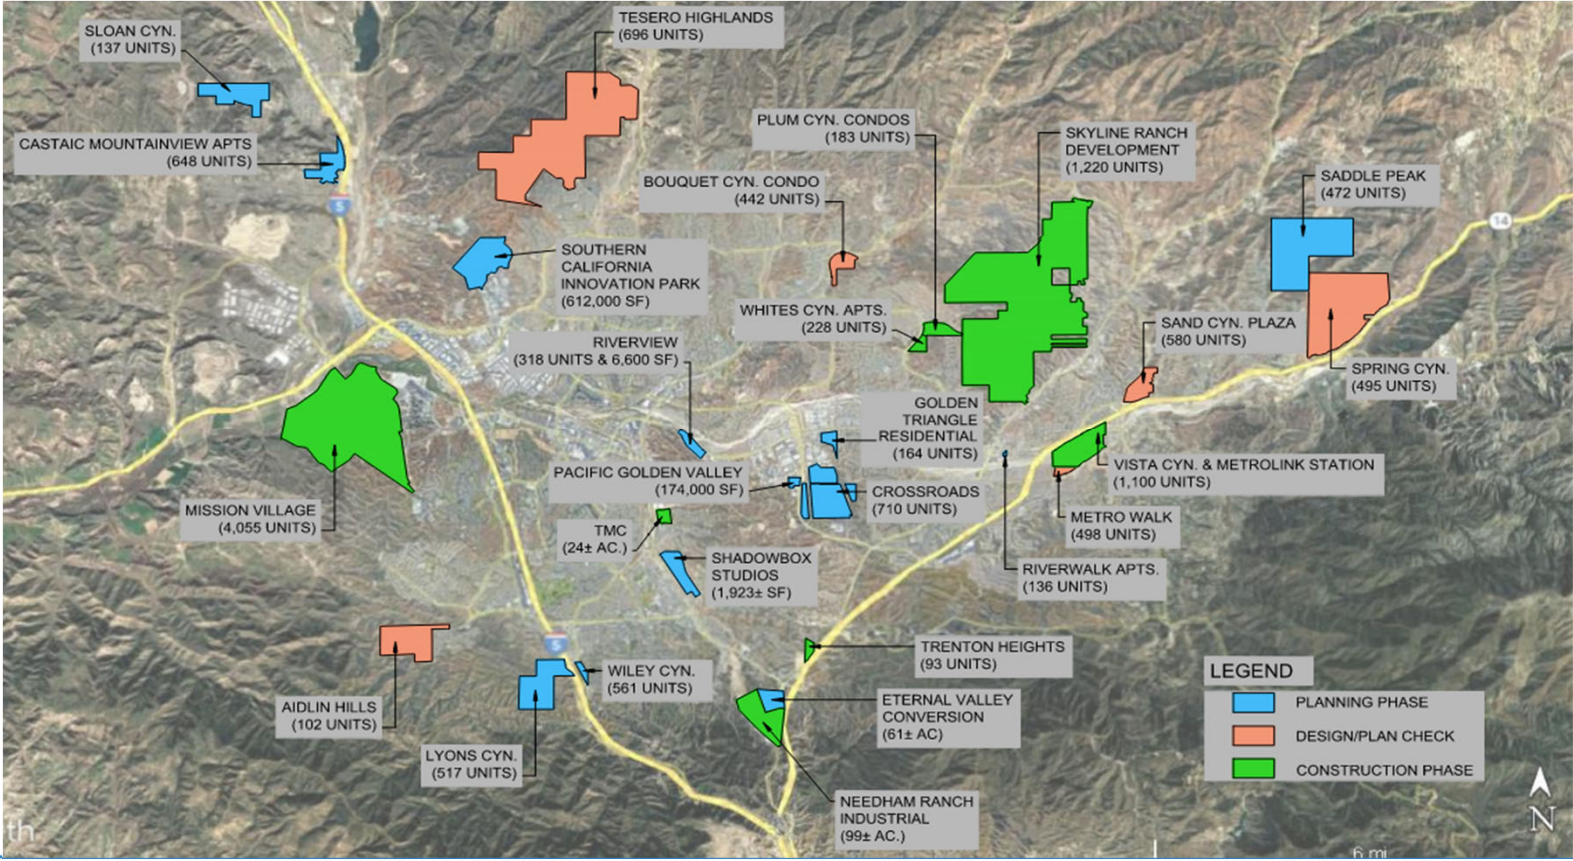 SLOAN CYN.
(137 UNITS)
TESERO HIGHLANDS
(696 UNITS)
CASTAIC MOUNTAINVIEW APTS
(648 UNITS)
PLUM CYN. CONDOS
(183 UNITS)
SKYLINE RANCH
DEVELOPMENT
(1,220 UNITS)
SADDLE PEAK
(472 UNITS)
BOUQUET CYN. CONDO
(442 UNITS)
5
14
SOUTHERN
CALIFORNIA
INNOVATION PARK
(612,000 SF)
WHITES CYN. APTS.
(228 UNITS)
SAND CYN. PLAZA
(580 UNITS)
RIVERVIEW
(318 UNITS & 6,600 SF)
SPRING CYN.
(495 UNITS)
GOLDEN
TRIANGLE
RESIDENTIAL
(164 UNITS)
VISTA CYN. & METROLINK STATION
(1,100 UNITS)
PACIFIC GOLDEN VALLEY
(174,000 SF)
CROSSROADS
(710 UNITS)
MISSION VILLAGE
(4,055 UNITS)
METRO WALK
(498 UNITS)
TMC
(24± AC.)
SHADOWBOX
STUDIOS
(1,923± SF)
RIVERWALK APTS.
(136 UNITS)
5
TRENTON HEIGHTS
(93 UNITS)
WILEY CYN.
(561 UNITS)
AIDLIN HILLS
(102 UNITS)
ETERNAL VALLEY
CONVERSION
(61± AC)
LYONS CYN.
(517 UNITS)
NEEDHAM RANCH
INDUSTRIAL
(99± AC.)
LEGEND
PLANNING PHASE
DESIGN/PLAN CHECK
CONSTRUCTION PHASE
N
th
6 mi